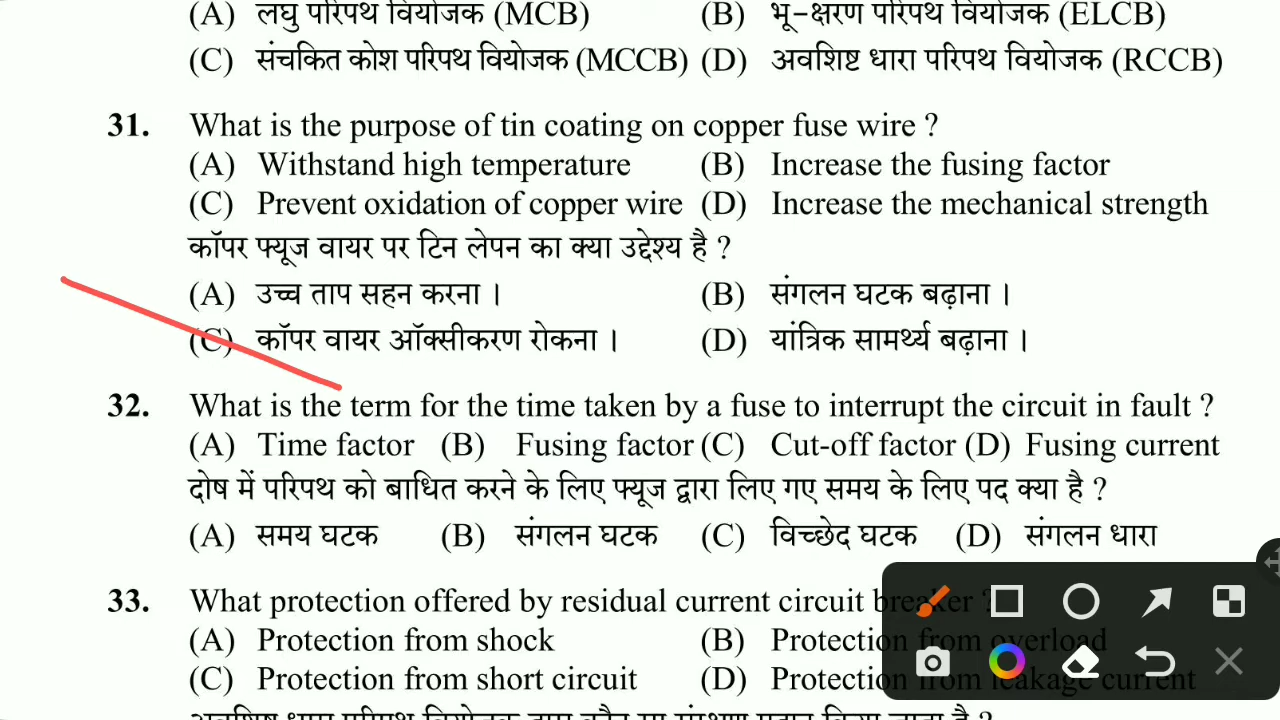 (A) लघु परिपथ वियोजक (MCB) (B) भू-क्षरण परिपथ वियोजक (ELCB)
(C) संचकित कोश परिपथ वियोजक (MCCB) (D) अवशिष्ट धारा परिपथ वियोजक (RCCB)
31. What is the purpose of tin coating on copper fuse wire ?
(A) Withstand high temperature (B) Increase the fusing factor
(C) Prevent oxidation of copper wire (D) Increase the mechanical strength
कॉपर फ्यूज वायर पर टिन लेपन का क्या उद्देश्य है ?
(A) उच्च ताप सहन करना । (B) संगलन घटक बढ़ाना ।
(C) कॉपर वायर ऑक्सीकरण रोकना । (D) यांत्रिक सामर्थ्य बढ़ाना ।
32. What is the term for the time taken by a fuse to interrupt the circuit in fault ?
(A) Time factor (B) Fusing factor (C) Cut-off factor (D) Fusing current
दोष में परिपथ को बाधित करने के लिए फ्यूज द्वारा लिए गए समय के लिए पद क्या है ?
(A) समय घटक (B) संगलन घटक (C) विच्छेद घटक (D) संगलन धारा
33. What protection offered by residual current circuit breaker ?
(A) Protection from shock (B) Protection from overload
(C) Protection from short circuit (D) Protection from leakage current